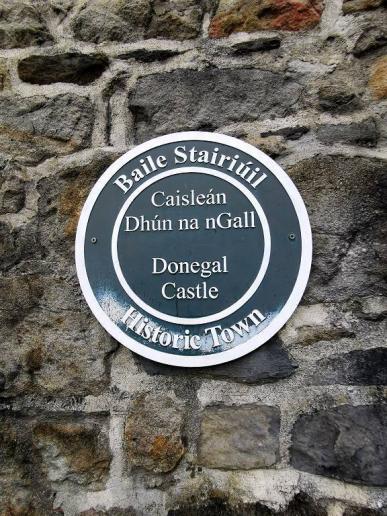 Baile Stairiúil
Caisleán
Dhún na nGall
Donegal
Castle
Historic Town